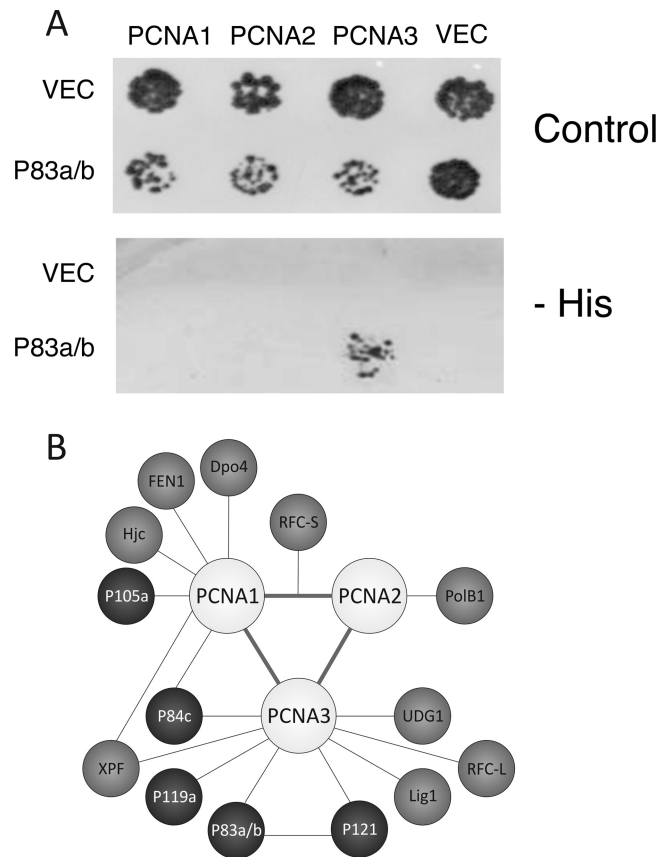 A
PCNA1 PCNA2 PCNA3 VEC
VEC
P83a/b
Control
VEC
P83a/b
- His
B
Dpo4
FEN1
RFC-S
Hjc
P105a
PCNA1
PCNA2
PolB1
P84c
PCNA3
UDG1
XPF
RFC-L
P119a
Lig1
P83a/b
P121